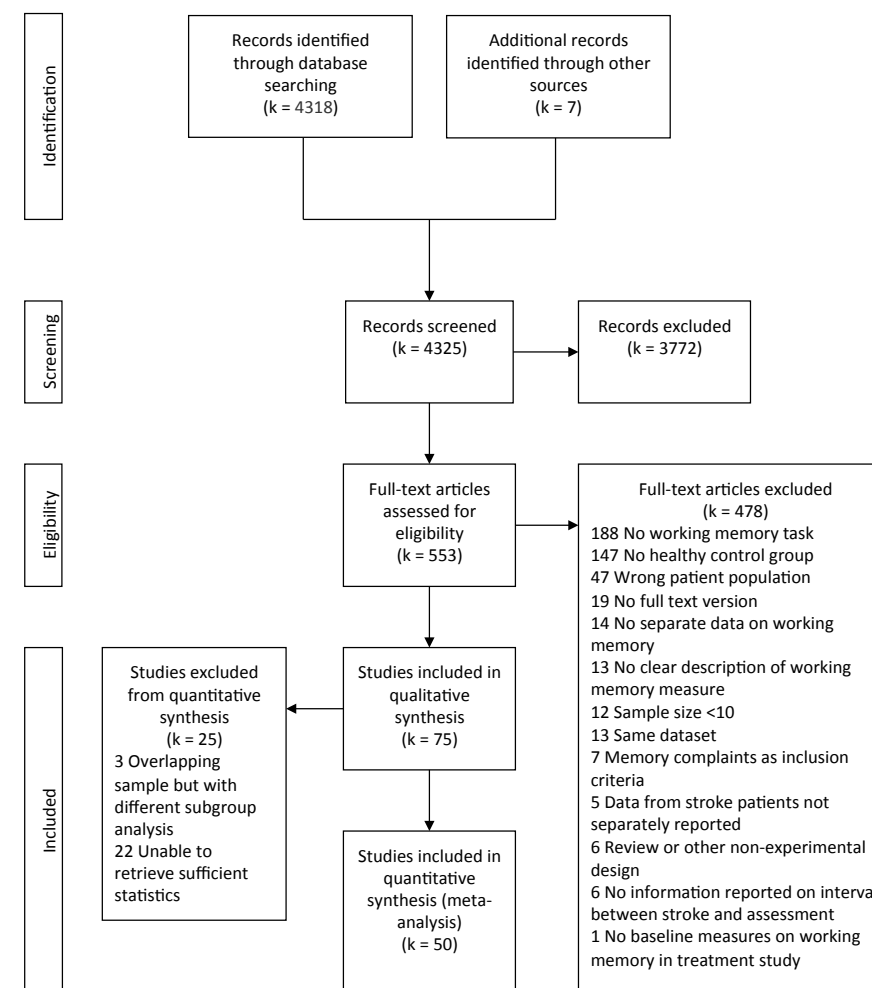 Identification
Records identified
through database
searching
(k = 4318)
Additional records
identified through other
sources
(k = 7)
Screening
Records screened
(k = 4325)
Records excluded
(k = 3772)
Eligibility
Full-text articles
assessed for
eligibility
(k = 553)
Full-text articles excluded
(k = 478)
188 No working memory task
147 No healthy control group
47 Wrong patient population
19 No full text version
14 No separate data on working
memory
13 No clear description of working
memory measure
12 Sample size <10
13 Same dataset
7 Memory complaints as inclusion
criteria
5 Data from stroke patients not
separately reported
6 Review or other non-experimental
design
6 No information reported on interva
between stroke and assessment
1 No baseline measures on working
memory in treatment study
Included
Studies excluded
from quantitative
synthesis
(k = 25)
3 Overlapping
sample but with
different subgroup
analysis
22 Unable to
retrieve sufficient
statistics
Studies included in
qualitative
synthesis
(k = 75)
Studies included in
quantitative
synthesis (meta-
analysis)
(k = 50)